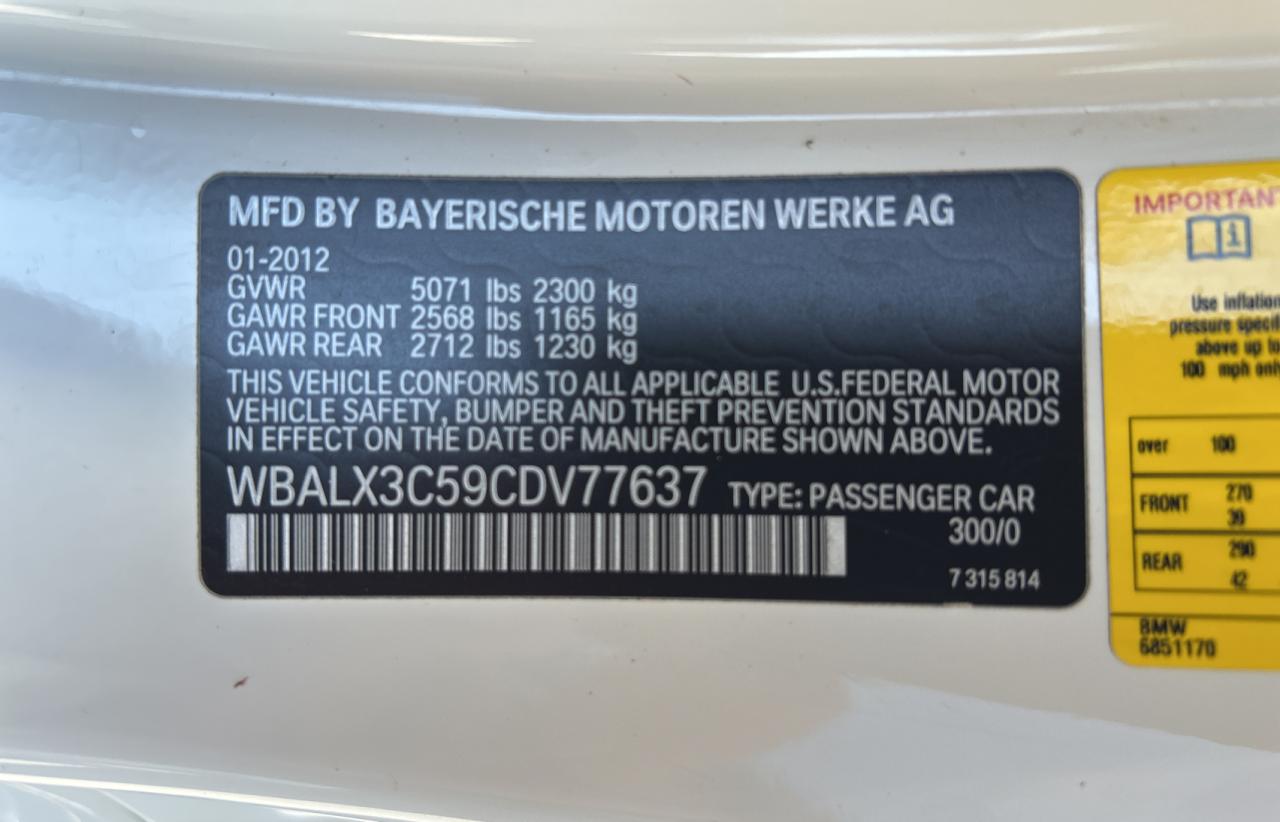 MFD BY BAYERISCHE MOTOREN WERKE AG
01-2012
GVWR 5071 lbs 2300 kg
GAWR FRONT 2568 lbs 1165 kg
GAWR REAR 2712 lbs 1230 kg
THIS VEHICLE CONFORMS TO ALL APPLICABLE U.S.FEDERAL MOTOR
VEHICLE SAFETY, BUMPER AND THEFT PREVENTION STANDARDS
IN EFFECT ON THE DATE OF MANUFACTURE SHOWN ABOVE.
WBALX3C59CDV77637 TYPE: PASSENGER CAR
300/0
7 315 814
IMPORTANT
i
Use inflation
pressure specif
above up to
100 mph only
over 100
FRONT 270
39
REAR 290
42
BMW
6851170